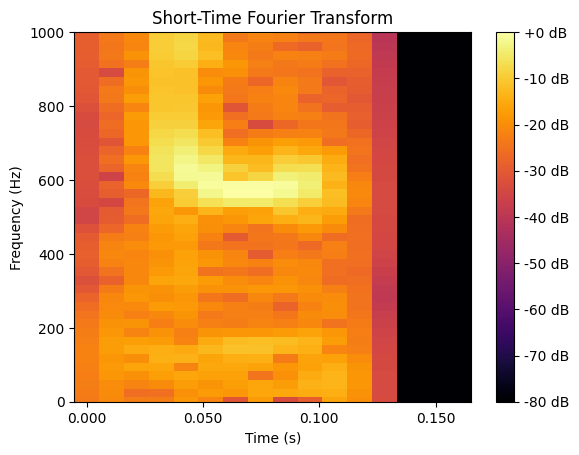 Short-Time Fourier Transform
1000
800
600
400
200
0
Frequency (Hz)
0.000
0.050
0.100
0.150
Time (s)
+0 dB
-10 dB
-20 dB
-30 dB
-40 dB
-50 dB
-60 dB
-70 dB
-80 dB